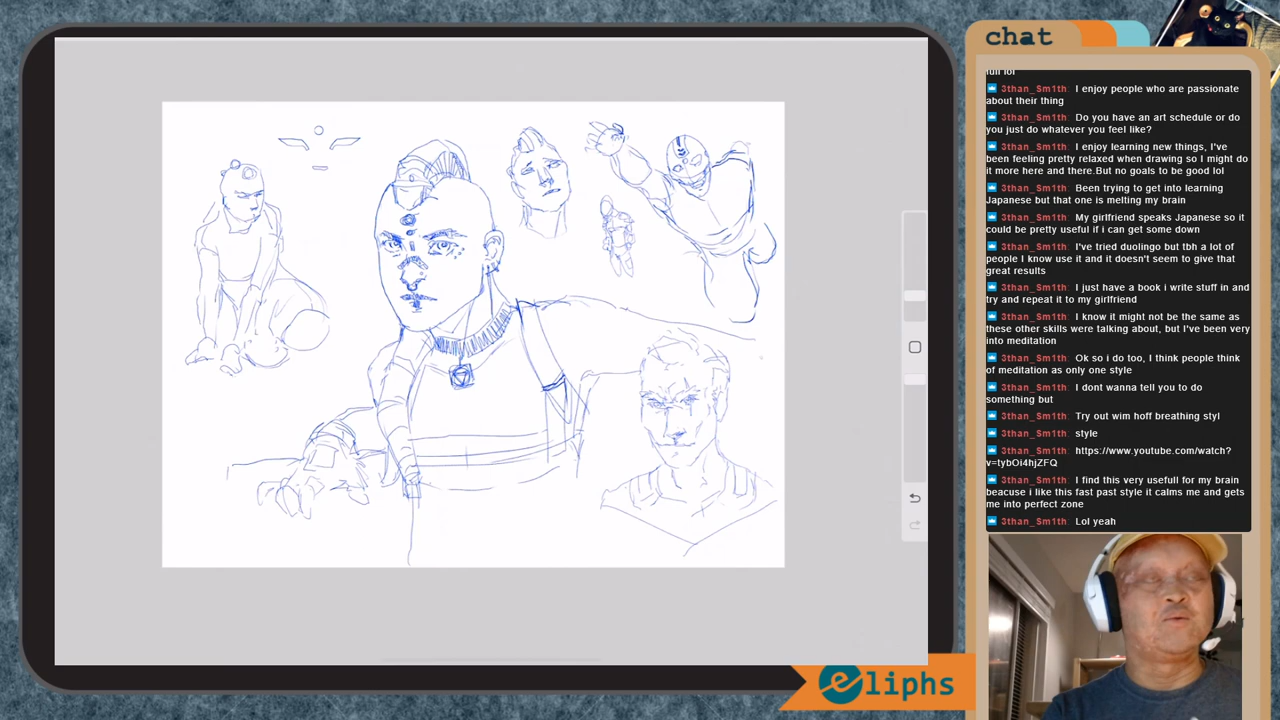 chat
full lol
3than_Sm1th: I enjoy people who are passionate
about their thing
3than_Sm1th: Do you have an art schedule or do
you just do whatever you feel like?
3than_Sm1th: I enjoy learning new things, I've
been feeling pretty relaxed when drawing so I might do
it more here and there.But no goals to be good lol
3than_Sm1th: Been trying to get into learning
Japanese but that one is melting my brain
3than_Sm1th: My girlfriend speaks Japanese so it
could be pretty useful if i can get some down
3than_Sm1th: I've tried duolingo but tbh a lot of
people I know use it and it doesn't seem to give that
great results
3than_Sm1th: I just have a book i write stuff in and
try and repeat it to my girlfriend
3than_Sm1th: I know it might not be the same as
these other skills were talking about, but I've been very
into meditation
3than_Sm1th: Ok so i do too, I think people think
of meditation as only one style
3than_Sm1th: I dont wanna tell you to do
something but
3than_Sm1th: Try out wim hoff breathing styl
3than_Sm1th: style
3than_Sm1th: https://www.youtube.com/watch?
v=tybOi4hjZFQ
3than_Sm1th: I find this very usefull for my brain
beacuse i like this fast past style it calms me and gets
me into perfect zone
3than_Sm1th: Lol yeah
eliphs